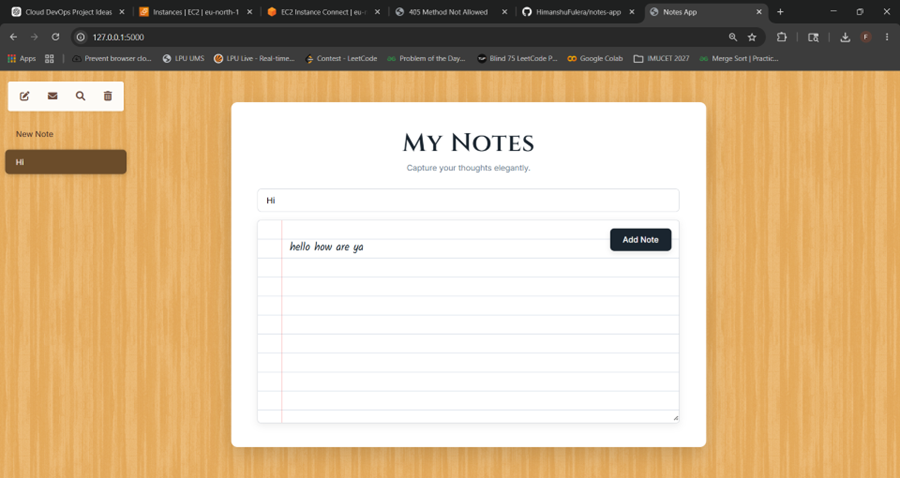 Cloud DevOps Project Ideas
Instances | EC2 | eu-north-1
EC2 Instance Connect | eu-
405 Method Not Allowed
HimanshuFulera/notes-app
Notes App
127.0.0.1:5000
F
Apps
Prevent browser clo...
LPU UMS
LPU Live - Real-time...
Contest - LeetCode
Problem of the Day...
Blind 75 LeetCode P...
Google Colab
IMUCET 2027
Merge Sort | Practic...
New Note
Hi
My Notes
Capture your thoughts elegantly.
Hi
Add Note
hello how are ya